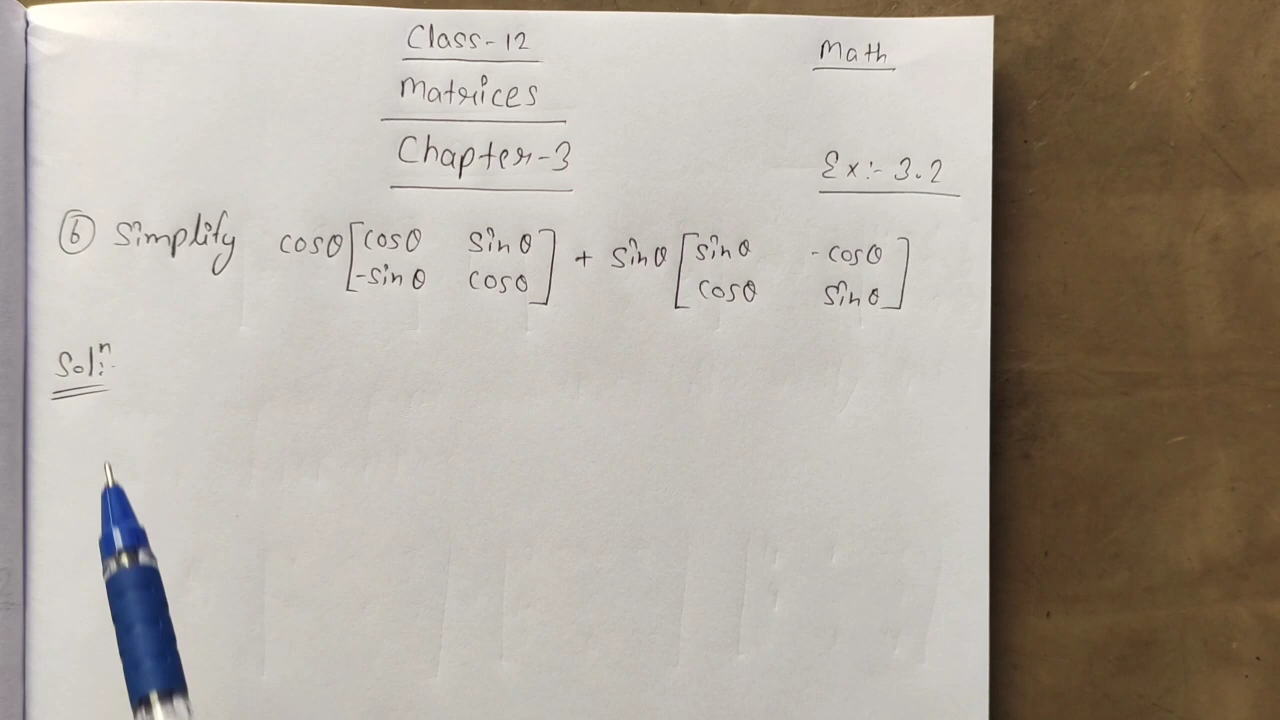 Class-12
Math
Matrices
Chapter-3
Ex:- 3.2
⑥ Simplify cosθ [cosθ sinθ] + sinθ [sinθ -cosθ]
[-sinθ cosθ] [cosθ sinθ]
Solⁿ:-